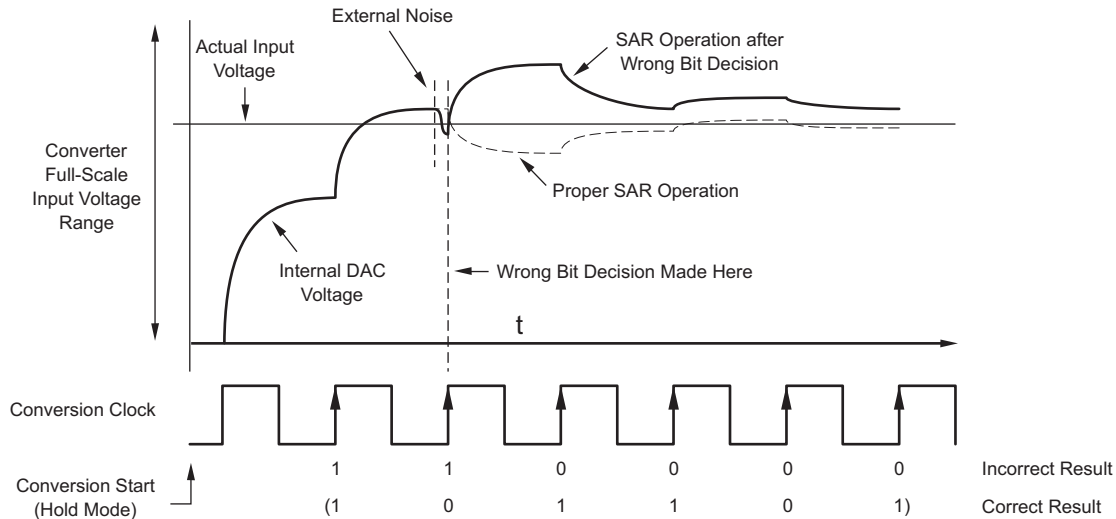 External Noise
Actual Input
Voltage
SAR Operation after
Wrong Bit Decision
Converter
Full-Scale
Input Voltage
Range
Proper SAR Operation
Internal DAC
Voltage
Wrong Bit Decision Made Here
t
Conversion Clock
1 1 0 0 0 0 Incorrect Result
Conversion Start
(Hold Mode)
(1 0 1 1 0 1) Correct Result